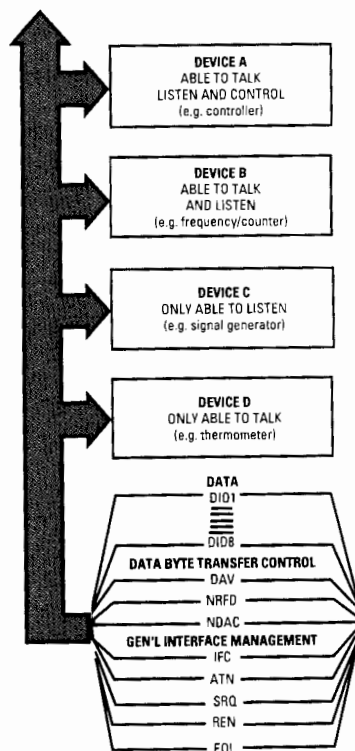 DEVICE A
ABLE TO TALK
LISTEN AND CONTROL
(e.g. controller)
DEVICE B
ABLE TO TALK
AND LISTEN
(e.g. frequency/counter)
DEVICE C
ONLY ABLE TO LISTEN
(e.g. signal generator)
DEVICE D
ONLY ABLE TO TALK
(e.g. thermometer)
DATA
DIO1
DIO8
DATA BYTE TRANSFER CONTROL
DAV
NRFD
NDAC
GEN'L INTERFACE MANAGEMENT
IFC
ATN
SRQ
REN
EOI